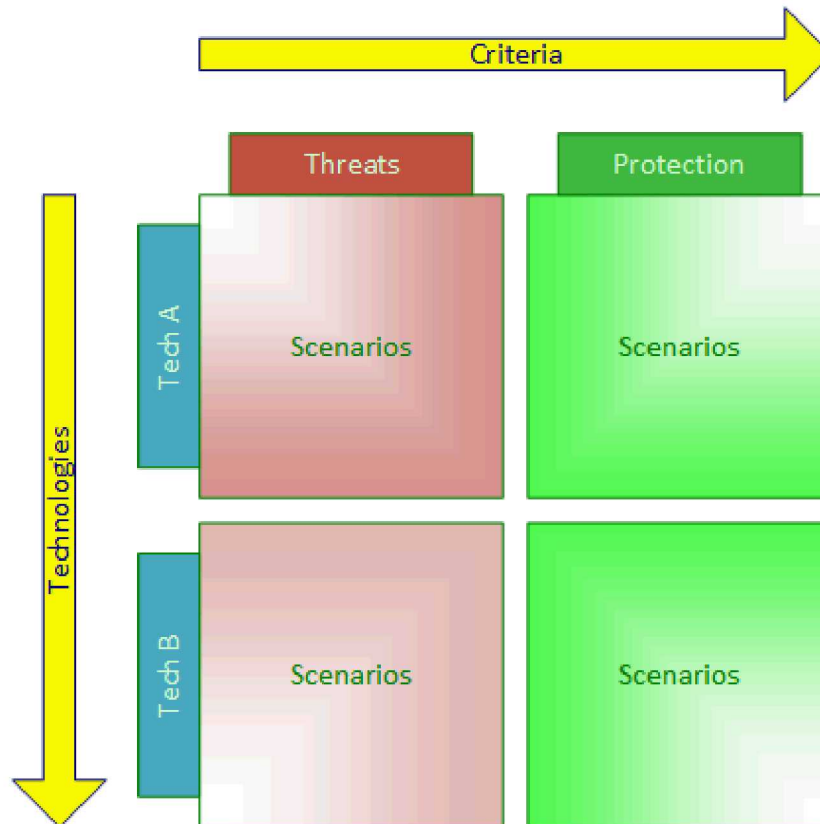 Criteria
Threats
Protection
Technologies
Tech A
Scenarios
Scenarios
Tech B
Scenarios
Scenarios